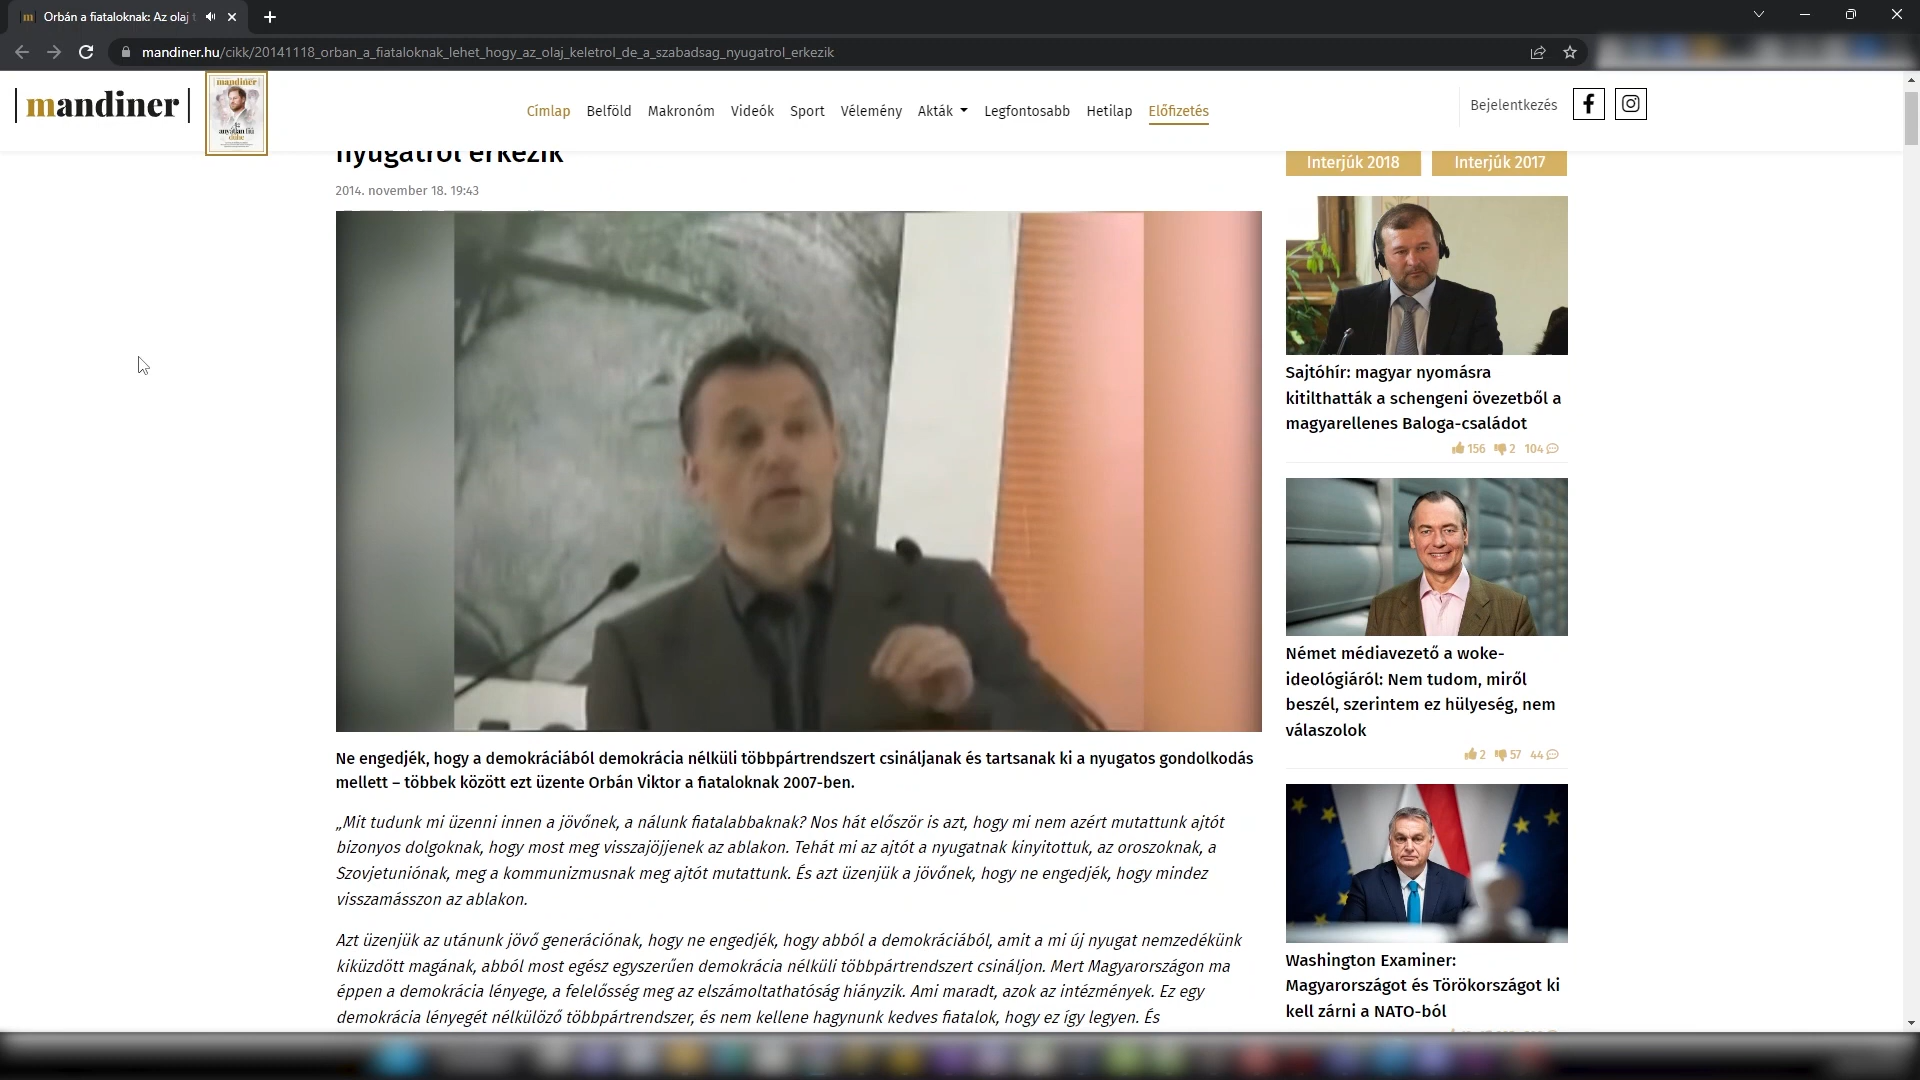 Orbán a fiataloknak: Az olaj
mandiner.hu/cikk/20141118_orban_a_fiataloknak_lehet_hogy_az_olaj_keletrol_de_a_szabadsag_nyugatrol_erkezik
mandiner
mandiner
Címlap Belföld Makronóm Videók Sport Vélemény Akták Legfontosabb Hetilap Előfizetés
Bejelentkezés
nyugatról érkezik
2014. november 18. 19:43
Ne engedjék, hogy a demokráciából demokrácia nélküli többpártrendszert csináljanak és tartsanak ki a nyugatos gondolkodás
mellett – többek között ezt üzente Orbán Viktor a fiataloknak 2007-ben.
„Mit tudunk mi üzenni innen a jövőnek, a nálunk fiatalabbaknak? Nos hát először is azt, hogy mi nem azért mutattunk ajtót
bizonyos dolgoknak, hogy most meg visszajöjjenek az ablakon. Tehát mi az ajtót a nyugatnak kinyitottuk, az oroszoknak, a
Szovjetuniónak, meg a kommunizmusnak meg ajtót mutattunk. És azt üzenjük a jövőnek, hogy ne engedjék, hogy mindez
visszamásszon az ablakon.
Azt üzenjük az utánunk jövő generációnak, hogy ne engedjék, hogy abból a demokráciából, amit a mi új nyugat nemzedékünk
kiküzdött magának, abból most egész egyszerűen demokrácia nélküli többpártrendszert csináljon. Mert Magyarországon ma
éppen a demokrácia lényege, a felelősség meg az elszámoltathatóság hiányzik. Ami maradt, azok az intézmények. Ez egy
demokrácia lényegét nélkülöző többpártrendszer, és nem kellene hagynunk kedves fiatalok, hogy ez így legyen. És
Interjúk 2018 Interjúk 2017
Sajtóhír: magyar nyomásra
kitilthatták a schengeni övezetből a
magyarellenes Baloga-családot
156 2 104
Német médiavezető a woke-
ideológiáról: Nem tudom, miről
beszél, szerintem ez hülyeség, nem
válaszolok
2 57 44
Washington Examiner:
Magyarországot és Törökországot ki
kell zárni a NATO-ból